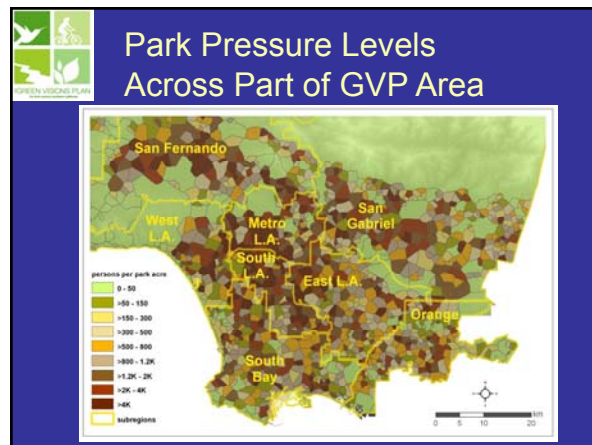 Park Pressure Levels
Across Part of GVP Area
GREEN VISIONS PLAN
San Fernando
West
L.A.
Metro
L.A.
San
Gabriel
South
L.A.
East L.A.
Orange
South
Bay
persons per park acre
0 - 50
>50 - 150
>150 - 300
>300 - 500
>500 - 800
>800 - 1.2K
>1.2K - 2K
>2K - 4K
>4K
subregions
km
0 5 10 20